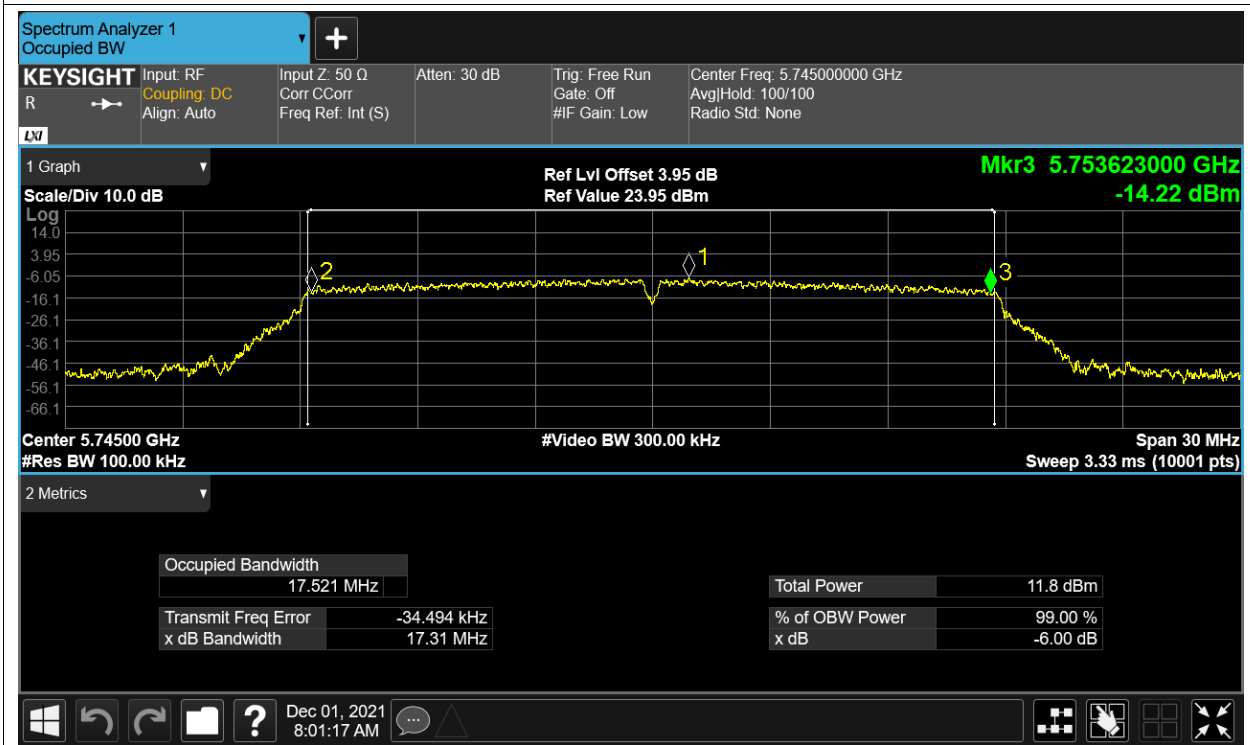 Spectrum Analyzer 1
Occupied BW
KEYSIGHT
R
LXI
Input: RF
Coupling: DC
Align: Auto
Input Z: 50 Ω
Corr CCorr
Freq Ref: Int (S)
Atten: 30 dB
Trig: Free Run
Gate: Off
#IF Gain: Low
Center Freq: 5.745000000 GHz
Avg|Hold: 100/100
Radio Std: None
1 Graph
Scale/Div 10.0 dB
Ref Lvl Offset 3.95 dB
Ref Value 23.95 dBm
Mkr3 5.753623000 GHz
-14.22 dBm
Log
14.0
3.95
-6.05
-16.1
-26.1
-36.1
-46.1
-56.1
-66.1
2
1
3
Center 5.74500 GHz
#Video BW 300.00 kHz
Span 30 MHz
#Res BW 100.00 kHz
Sweep 3.33 ms (10001 pts)
2 Metrics
Occupied Bandwidth
17.521 MHz
Transmit Freq Error -34.494 kHz
x dB Bandwidth 17.31 MHz
Total Power 11.8 dBm
% of OBW Power 99.00 %
x dB -6.00 dB
?
Dec 01, 2021
8:01:17 AM